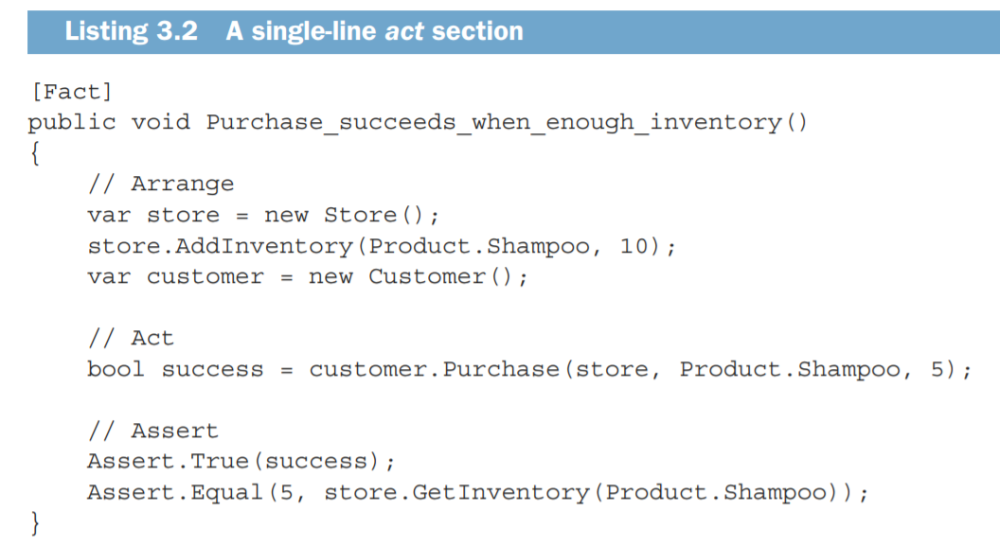 Listing 3.2 A single-line act section
[Fact]
public void Purchase_succeeds_when_enough_inventory()
{
// Arrange
var store = new Store();
store.AddInventory(Product.Shampoo, 10);
var customer = new Customer();
// Act
bool success = customer.Purchase(store, Product.Shampoo, 5);
// Assert
Assert.True(success);
Assert.Equal(5, store.GetInventory(Product.Shampoo));
}